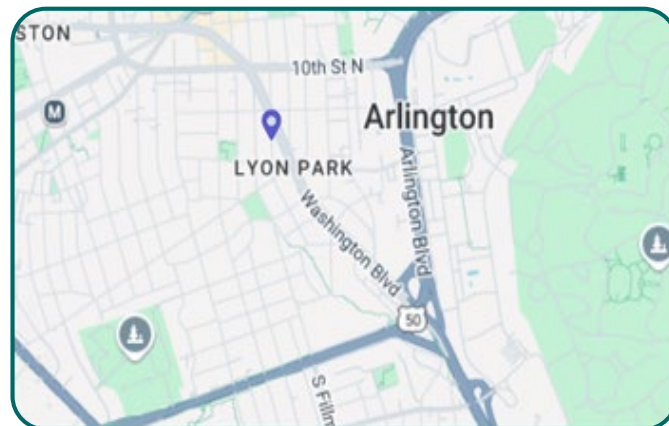 STON
10th St N
M
Arlington
LYON PARK
Arlington Blvd
Washington Blvd
50
S Fillm